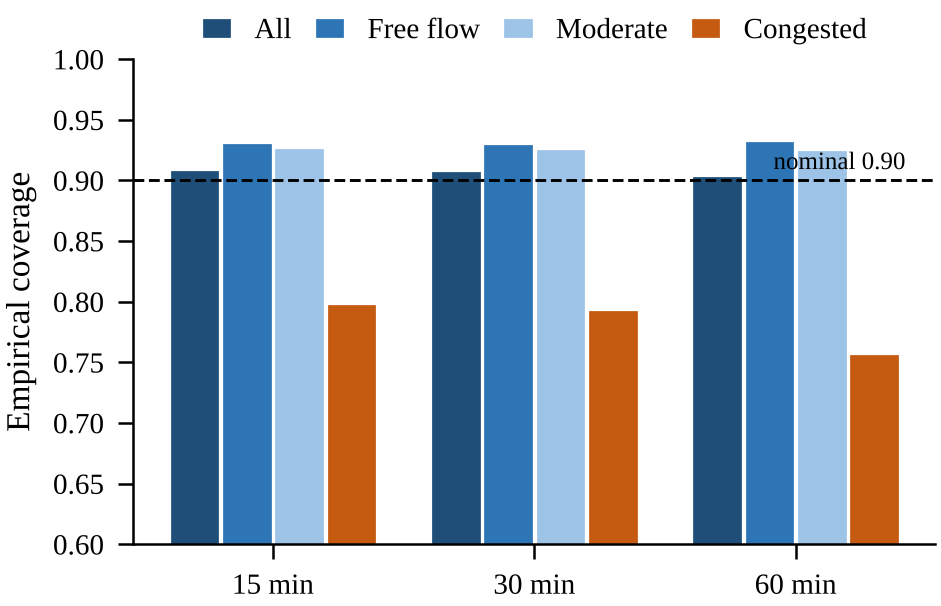 All Free flow Moderate Congested
1.00
0.95
0.90
0.85
0.80
0.75
0.70
0.65
0.60
Empirical coverage
nominal 0.90
15 min 30 min 60 min